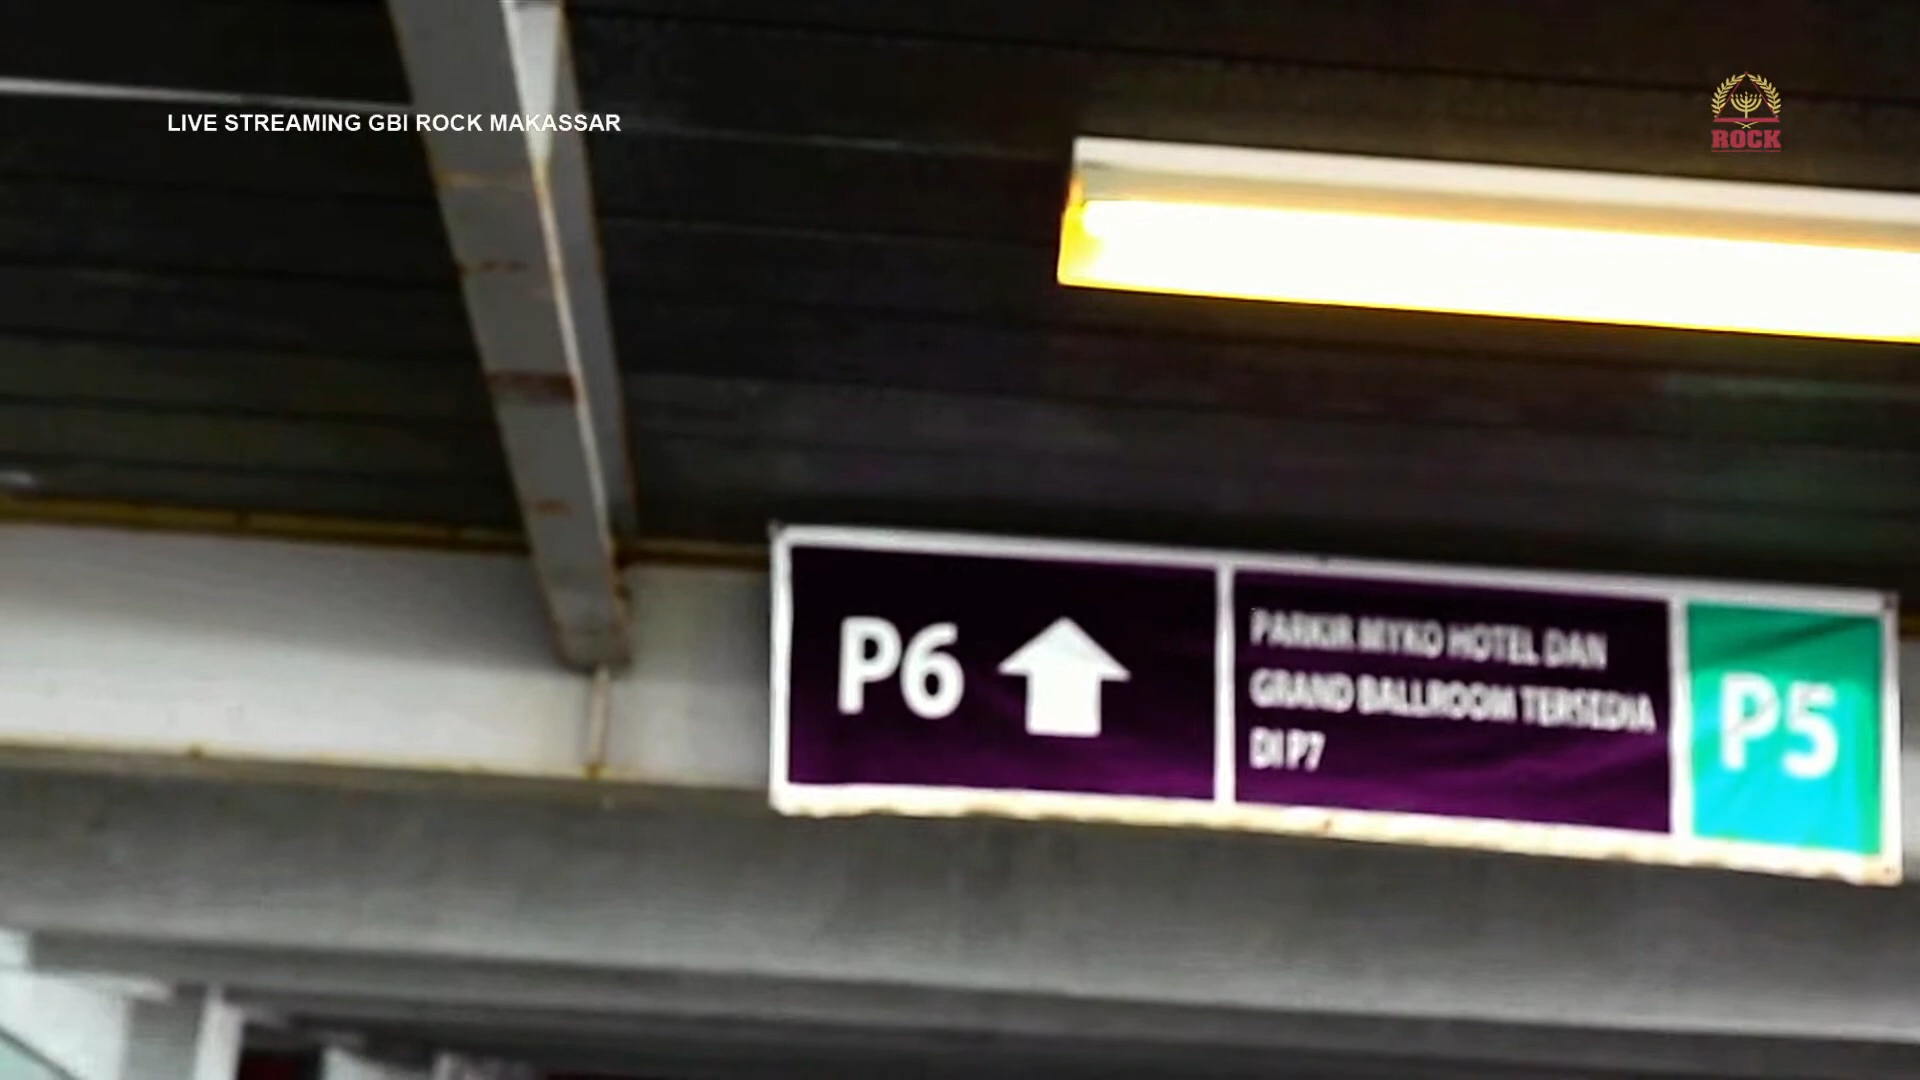 LIVE STREAMING GBI ROCK MAKASSAR
ROCK
P6
PARKIR MYKO HOTEL DAN
GRAND BALLROOM TERSEDIA
DI P7
P5